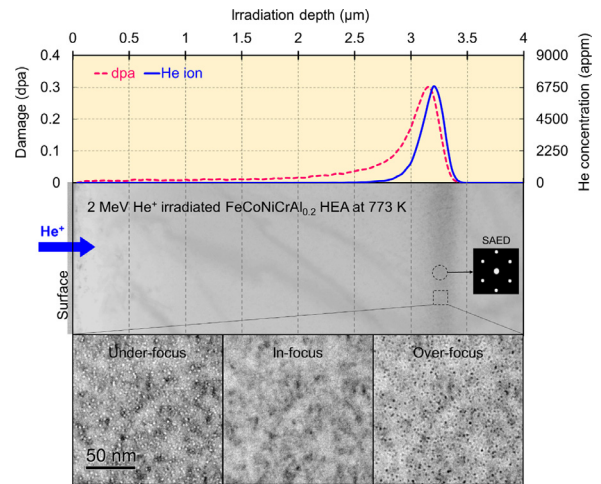 Irradiation depth (μm)
0 0.5 1 1.5 2 2.5 3 3.5 4
0.4
0.3
0.2
0.1
0
Damage (dpa)
dpa He ion
9000
6750
4500
2250
0
He concentration (appm)
2 MeV He⁺ irradiated FeCoNiCrAl₀.₂ HEA at 773 K
He⁺
Surface
SAED
Under-focus
In-focus
Over-focus
50 nm